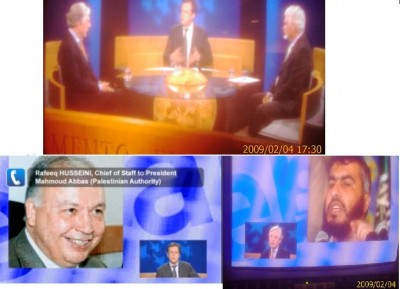 2009/02/04 17:30
Rafeeq HUSSEINI, Chief of Staff to President
Mahmoud Abbas (Palestinian Authority)
2009/02/04